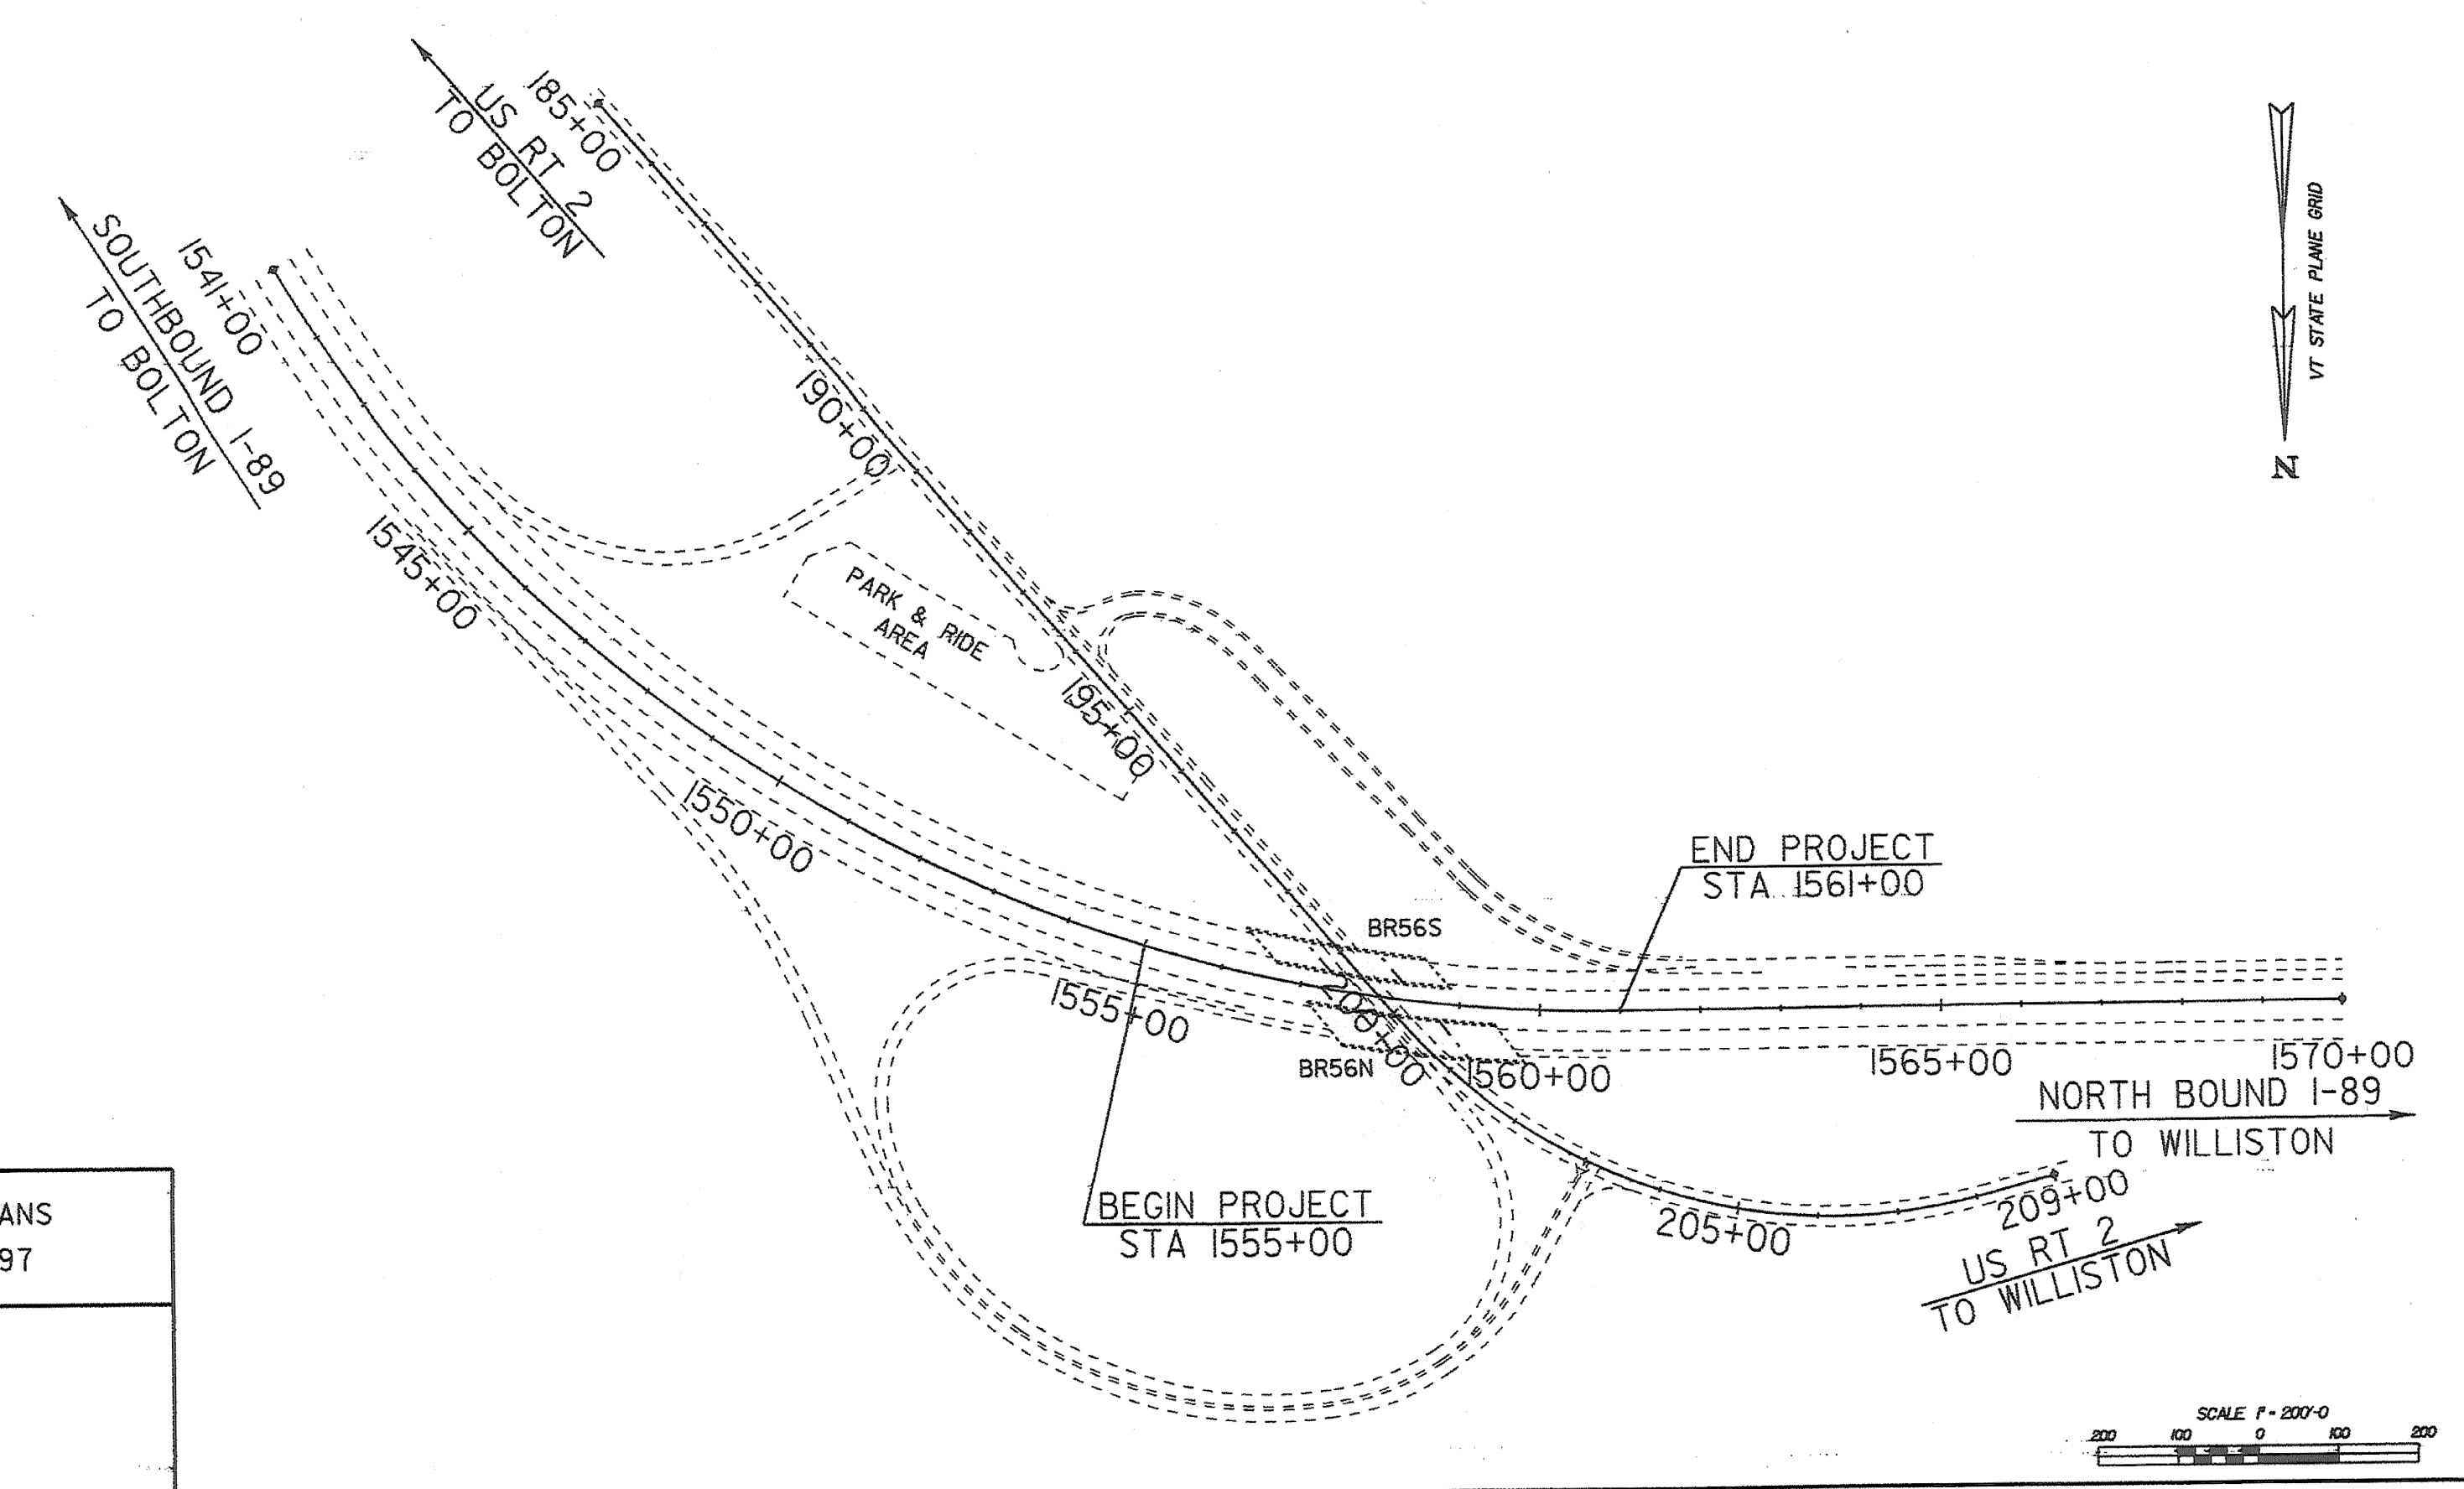 US RT 2
TO BOLTON
185+00
SOUTHBOUND I-89
TO BOLTON
1541+00
VT STATE PLANE GRID
N
190+00
1545+00
PARK & RIDE
AREA
195+00
1550+00
END PROJECT
STA 1561+00
BR56S
1555+00
200+00
BR56N
1560+00
1565+00
1570+00
NORTH BOUND I-89
TO WILLISTON
BEGIN PROJECT
STA 1555+00
205+00
209+00
US RT 2
TO WILLISTON
ANS
97
SCALE 1" = 200'-0
200 100 0 100 200